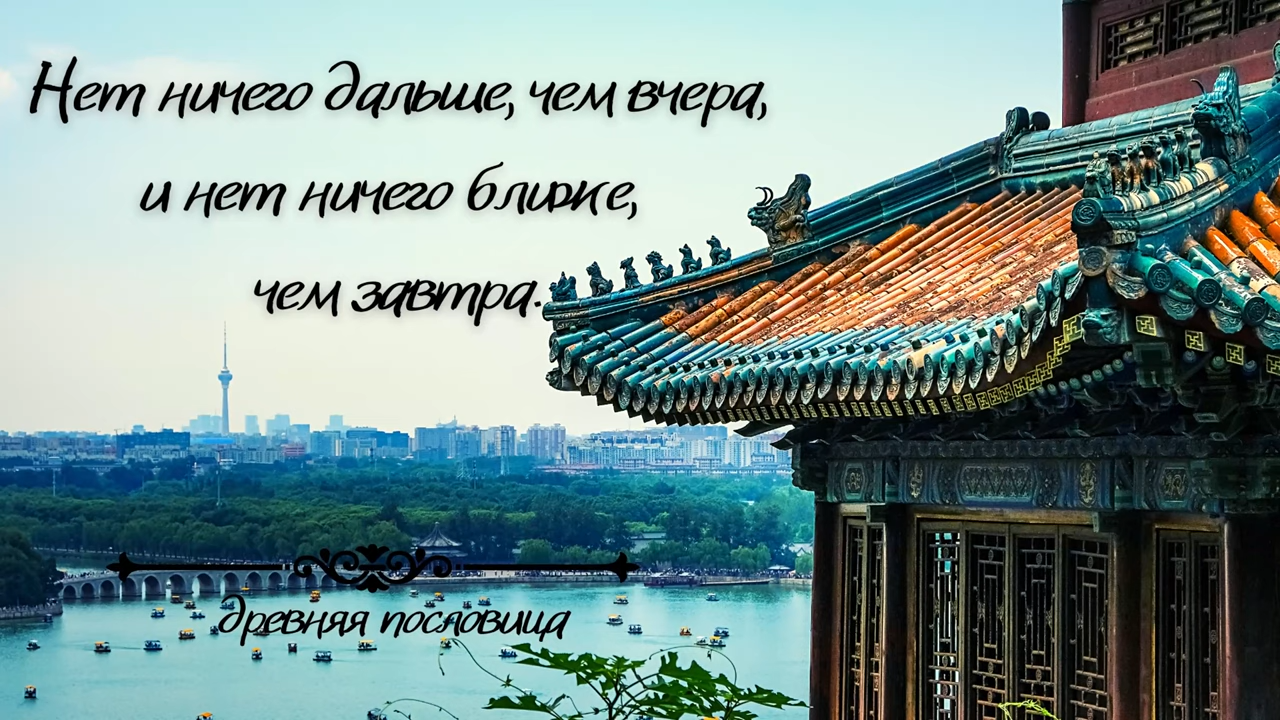 Нет ничего дальше, чем вчера,
и нет ничего ближе,
чем завтра.
древняя пословица